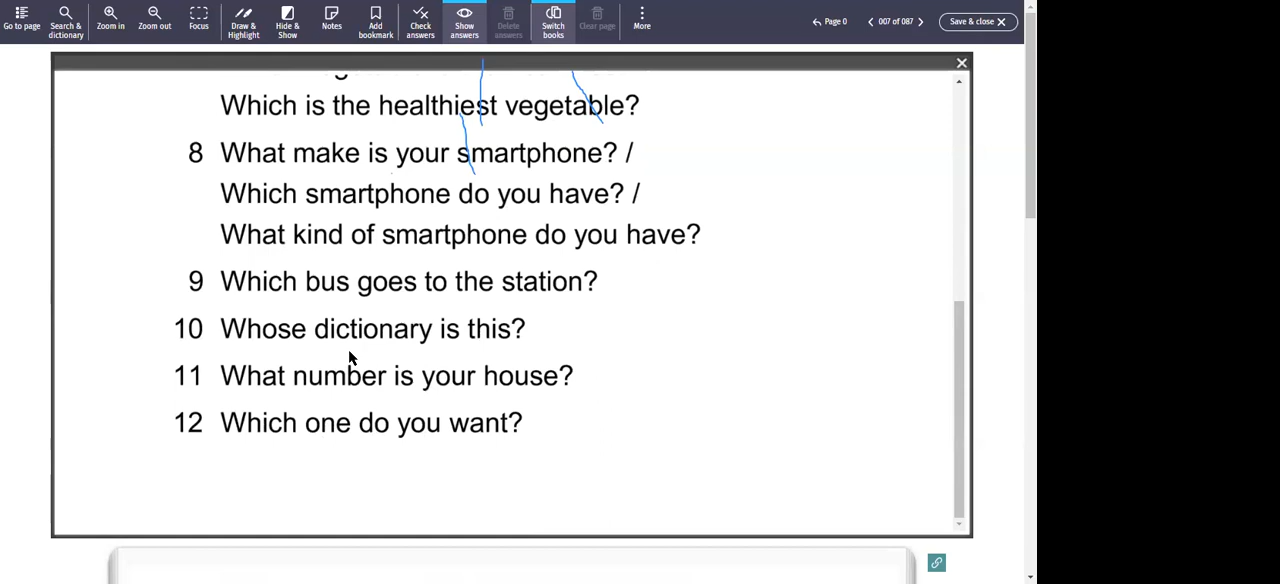 Go to page Search & dictionary Zoom in Zoom out Focus Draw & Highlight Hide & Show Notes Add bookmark Check answers Show answers Delete answers Switch books Clear page More Page 0 007 of 087 Save & close
Which is the healthiest vegetable?
8 What make is your smartphone? /
Which smartphone do you have? /
What kind of smartphone do you have?
9 Which bus goes to the station?
10 Whose dictionary is this?
11 What number is your house?
12 Which one do you want?